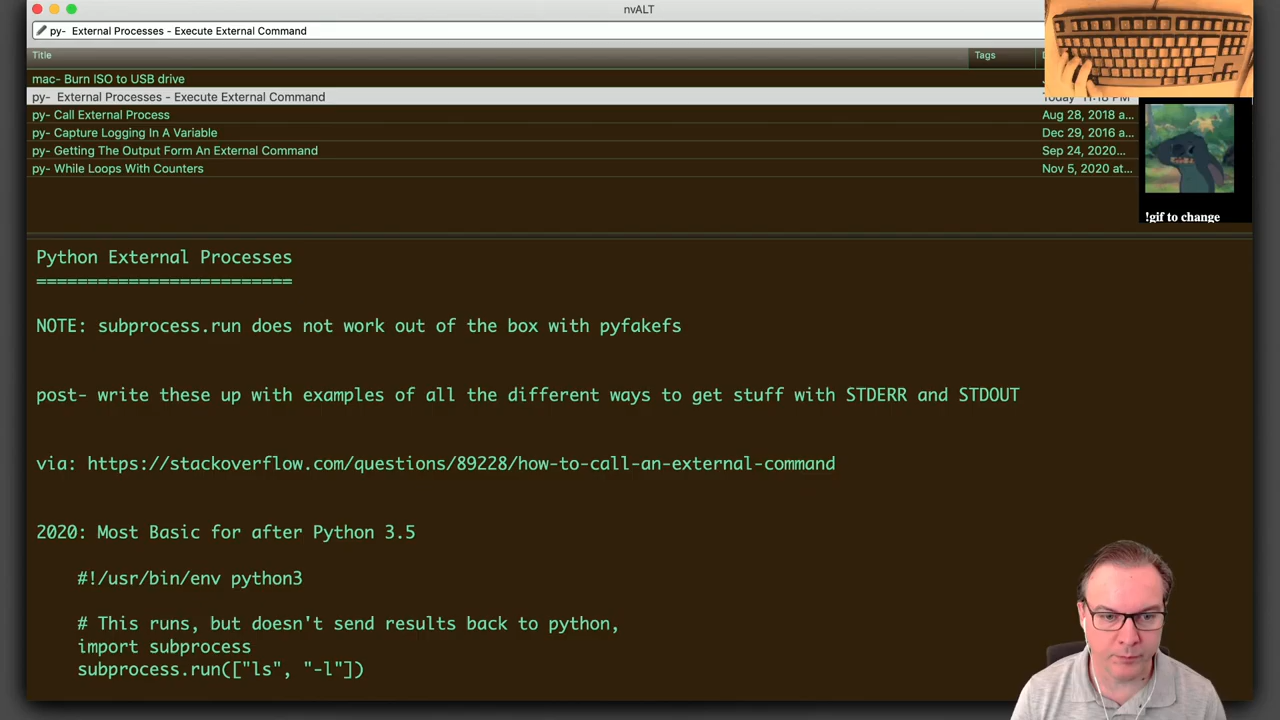 nvALT
py-  External Processes - Execute External Command
Title
Tags
mac- Burn ISO to USB drive
py-  External Processes - Execute External Command
Today
PM
py- Call External Process
Aug 28, 2018 a...
py- Capture Logging In A Variable
Dec 29, 2016 a...
py- Getting The Output Form An External Command
Sep 24, 2020...
py- While Loops With Counters
Nov 5, 2020 at...
!gif to change
Python External Processes
=========================
NOTE: subprocess.run does not work out of the box with pyfakefs
post- write these up with examples of all the different ways to get stuff with STDERR and STDOUT
via: https://stackoverflow.com/questions/89228/how-to-call-an-external-command
2020: Most Basic for after Python 3.5
#!/usr/bin/env python3
# This runs, but doesn't send results back to python,
import subprocess
subprocess.run(["ls", "-l"])